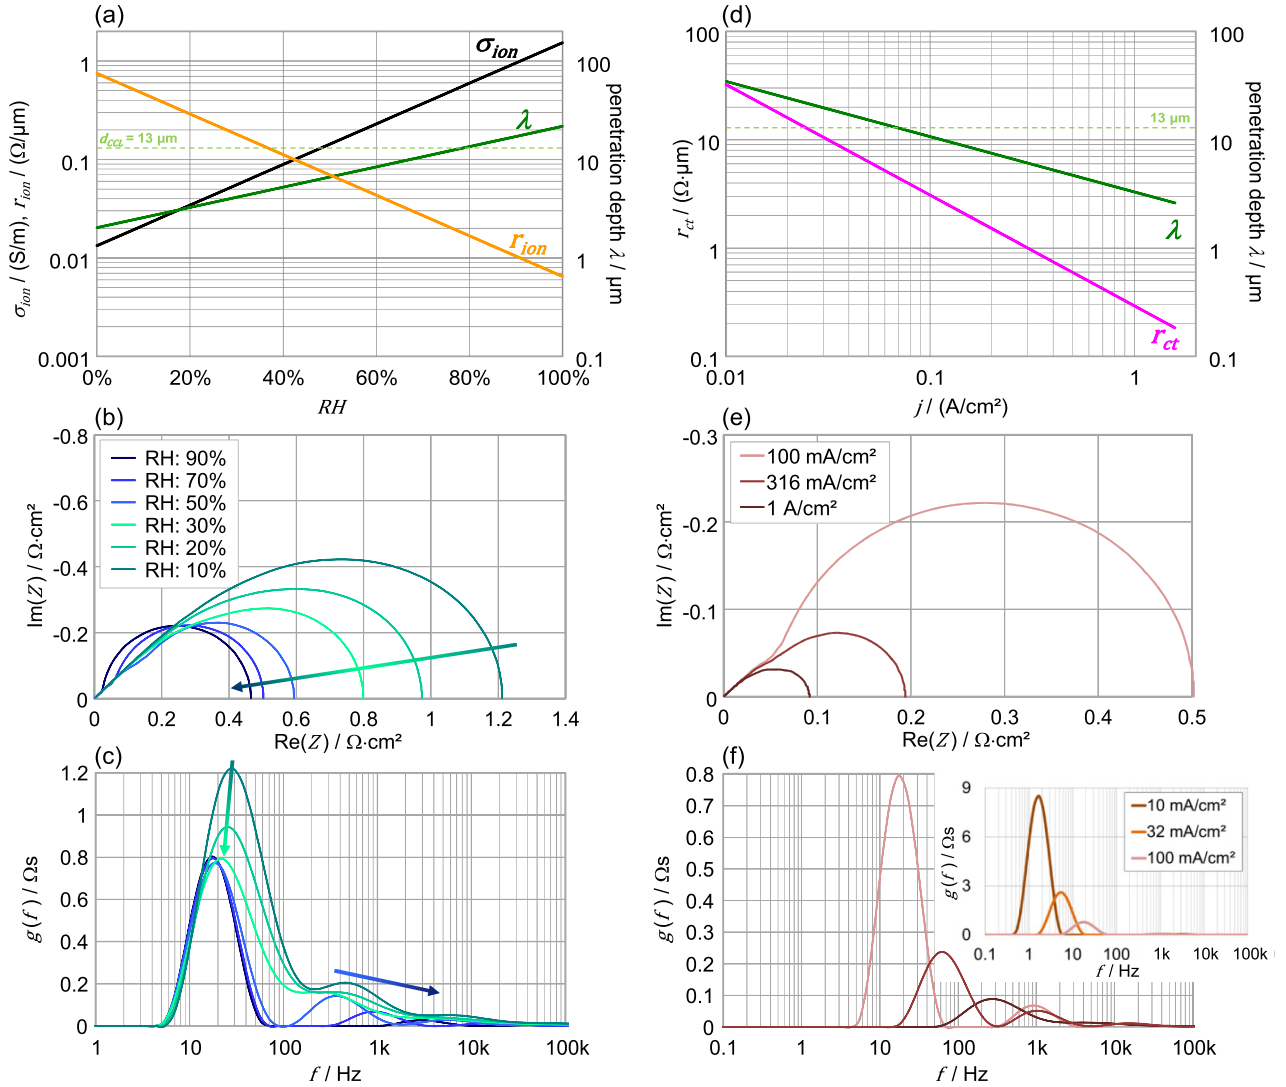 (a)
σion
λ
rion
dCCL = 13 µm
1
0.1
0.01
0.001
100
10
1
0.1
0%
20%
40%
60%
80%
100%
RH
σion / (S/m), rion / (Ω/µm)
penetration depth λ / µm
(d)
100
10
1
0.1
100
10
1
0.1
13 µm
λ
rct
0.01
0.1
1
j / (A/cm²)
rct / (Ω·µm)
penetration depth λ / µm
(b)
-0.8
-0.6
-0.4
-0.2
0
RH: 90%
RH: 70%
RH: 50%
RH: 30%
RH: 20%
RH: 10%
0
0.2
0.4
0.6
0.8
1
1.2
1.4
Re(Z) / Ω·cm²
Im(Z) / Ω·cm²
(e)
-0.3
-0.2
-0.1
0
100 mA/cm²
316 mA/cm²
1 A/cm²
0
0.1
0.2
0.3
0.4
0.5
Re(Z) / Ω·cm²
Im(Z) / Ω·cm²
(c)
1.2
1
0.8
0.6
0.4
0.2
0
1
10
100
1k
10k
100k
f / Hz
g(f) / Ωs
(f)
0.8
0.7
0.6
0.5
0.4
0.3
0.2
0.1
0
0.1
1
10
100
1k
10k
100k
f / Hz
g(f) / Ωs
9
6
3
0
10 mA/cm²
32 mA/cm²
100 mA/cm²
0.1
1
10
100
1k
10k
100k
f / Hz
g(f) / Ωs